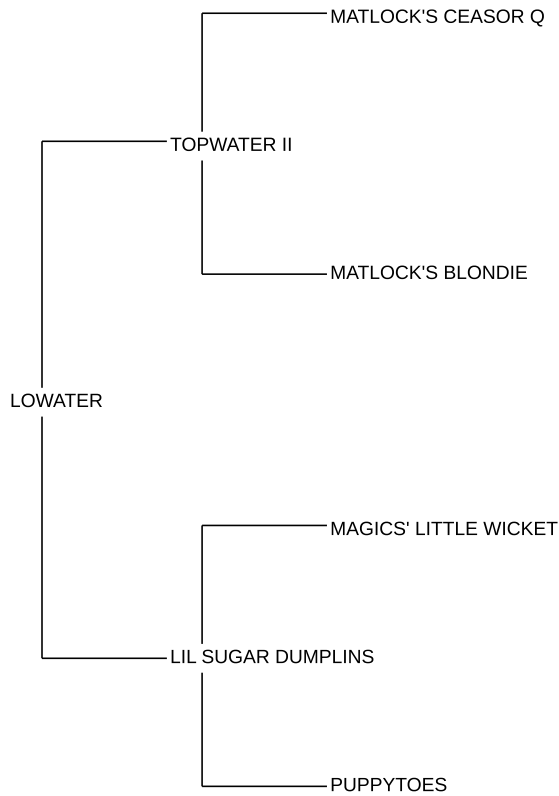 MATLOCK'S CEASOR Q
TOPWATER II
MATLOCK'S BLONDIE
LOWATER
MAGICS' LITTLE WICKET
LIL SUGAR DUMPLINS
PUPPYTOES